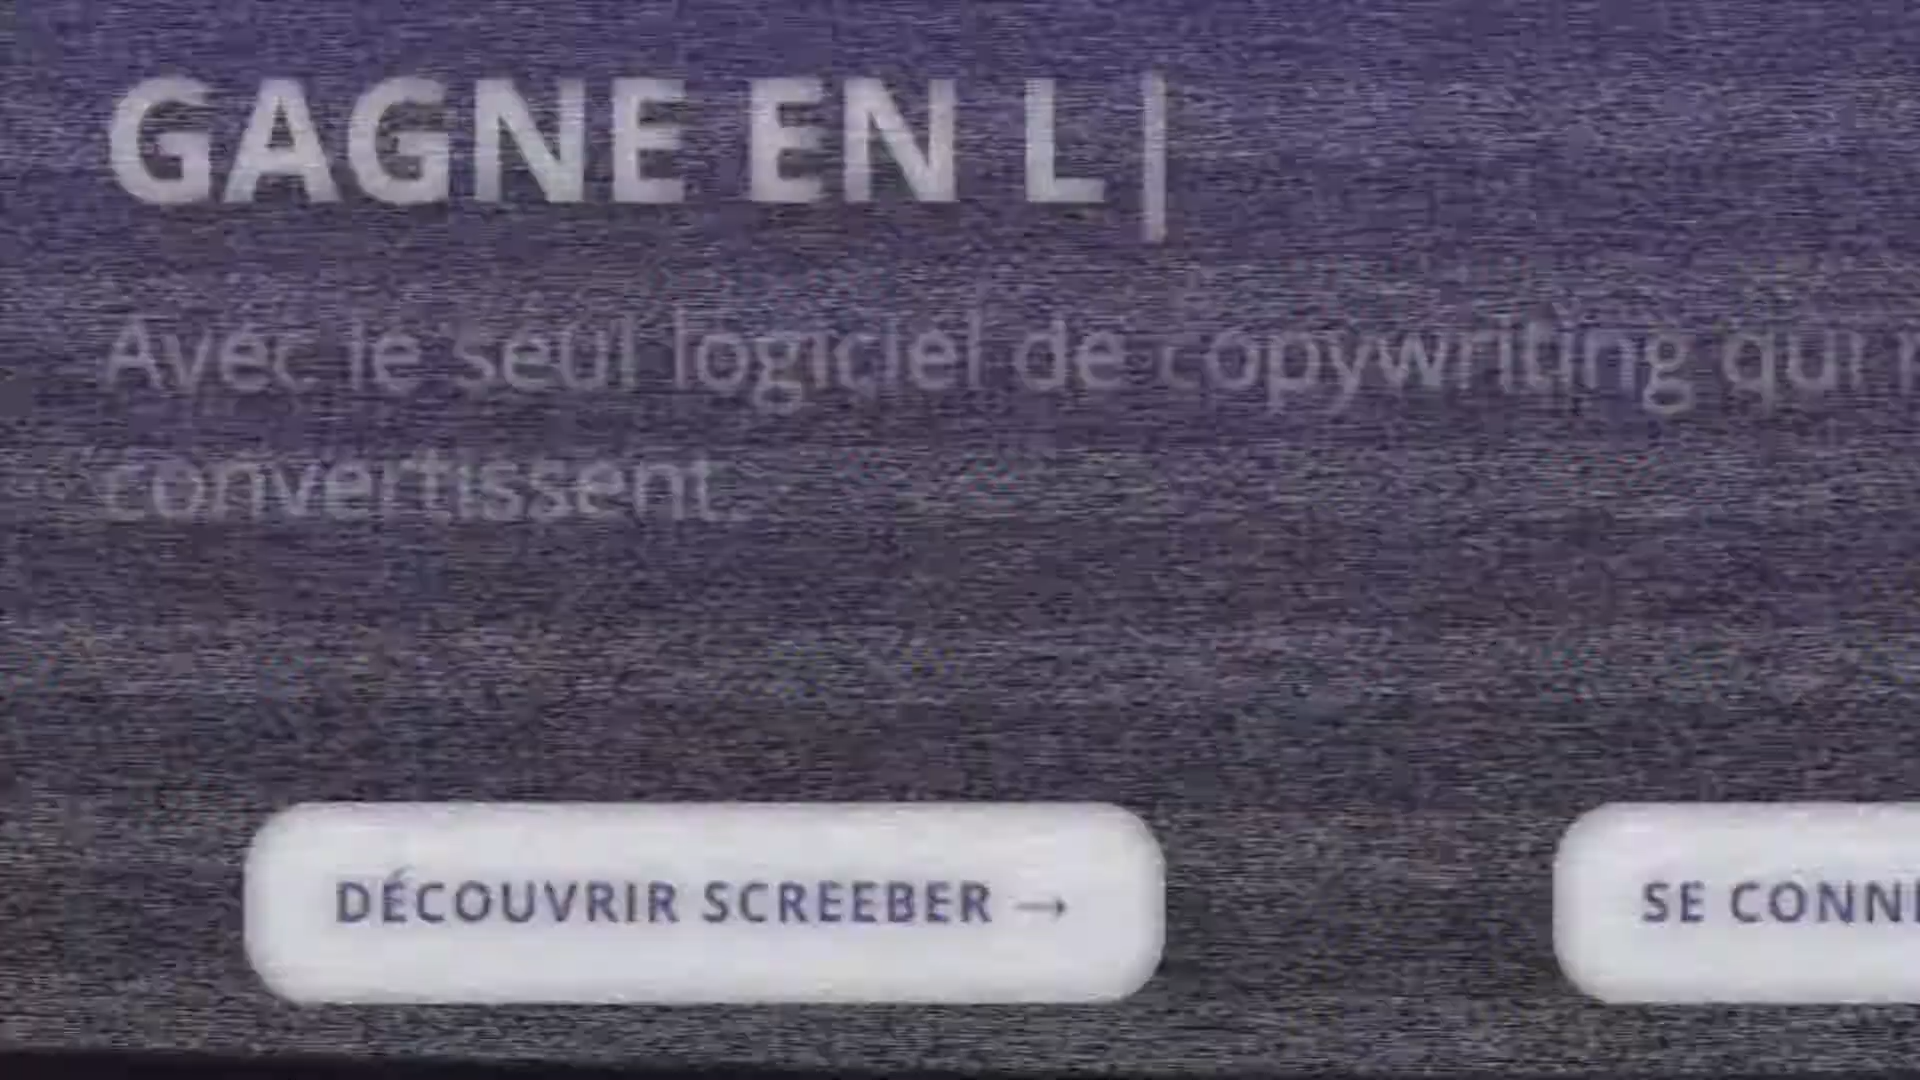 GAGNE EN L|
Avec le seul logiciel de copywriting qui
convertissent.
DÉCOUVRIR SCREEBER →
SE CONN